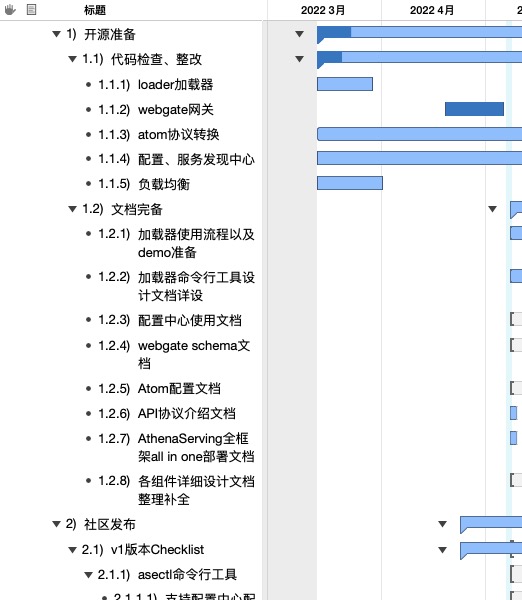 标题
2022 3月
2022 4月
2
1) 开源准备
1.1) 代码检查、整改
1.1.1) loader加载器
1.1.2) webgate网关
1.1.3) atom协议转换
1.1.4) 配置、服务发现中心
1.1.5) 负载均衡
1.2) 文档完备
1.2.1) 加载器使用流程以及
demo准备
1.2.2) 加载器命令行工具设
计文档详设
1.2.3) 配置中心使用文档
1.2.4) webgate schema文
档
1.2.5) Atom配置文档
1.2.6) API协议介绍文档
1.2.7) AthenaServing全框
架all in one部署文档
1.2.8) 各组件详细设计文档
整理补全
2) 社区发布
2.1) v1版本Checklist
2.1.1) asectl命令行工具
2.1.1.1) 支持配置中心配